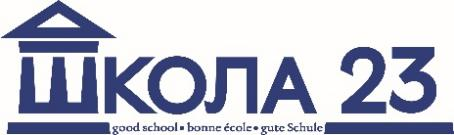 ШКОЛА 23
good school • bonne école • gute Schule